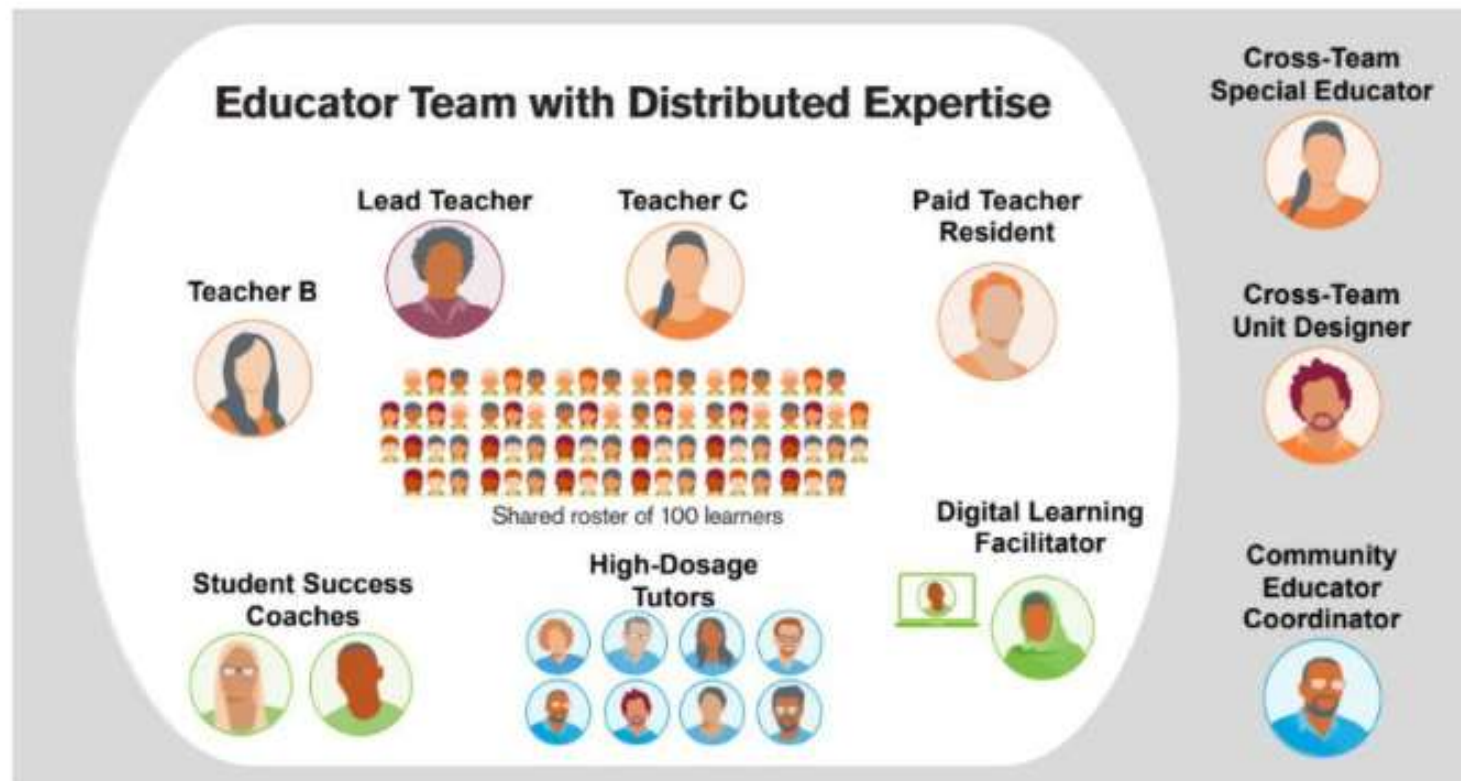 Educator Team with Distributed Expertise
Lead Teacher
Teacher C
Paid Teacher
Resident
Teacher B
Shared roster of 100 learners
Student Success
Coaches
High-Dosage
Tutors
Digital Learning
Facilitator
Cross-Team
Special Educator
Cross-Team
Unit Designer
Community
Educator
Coordinator